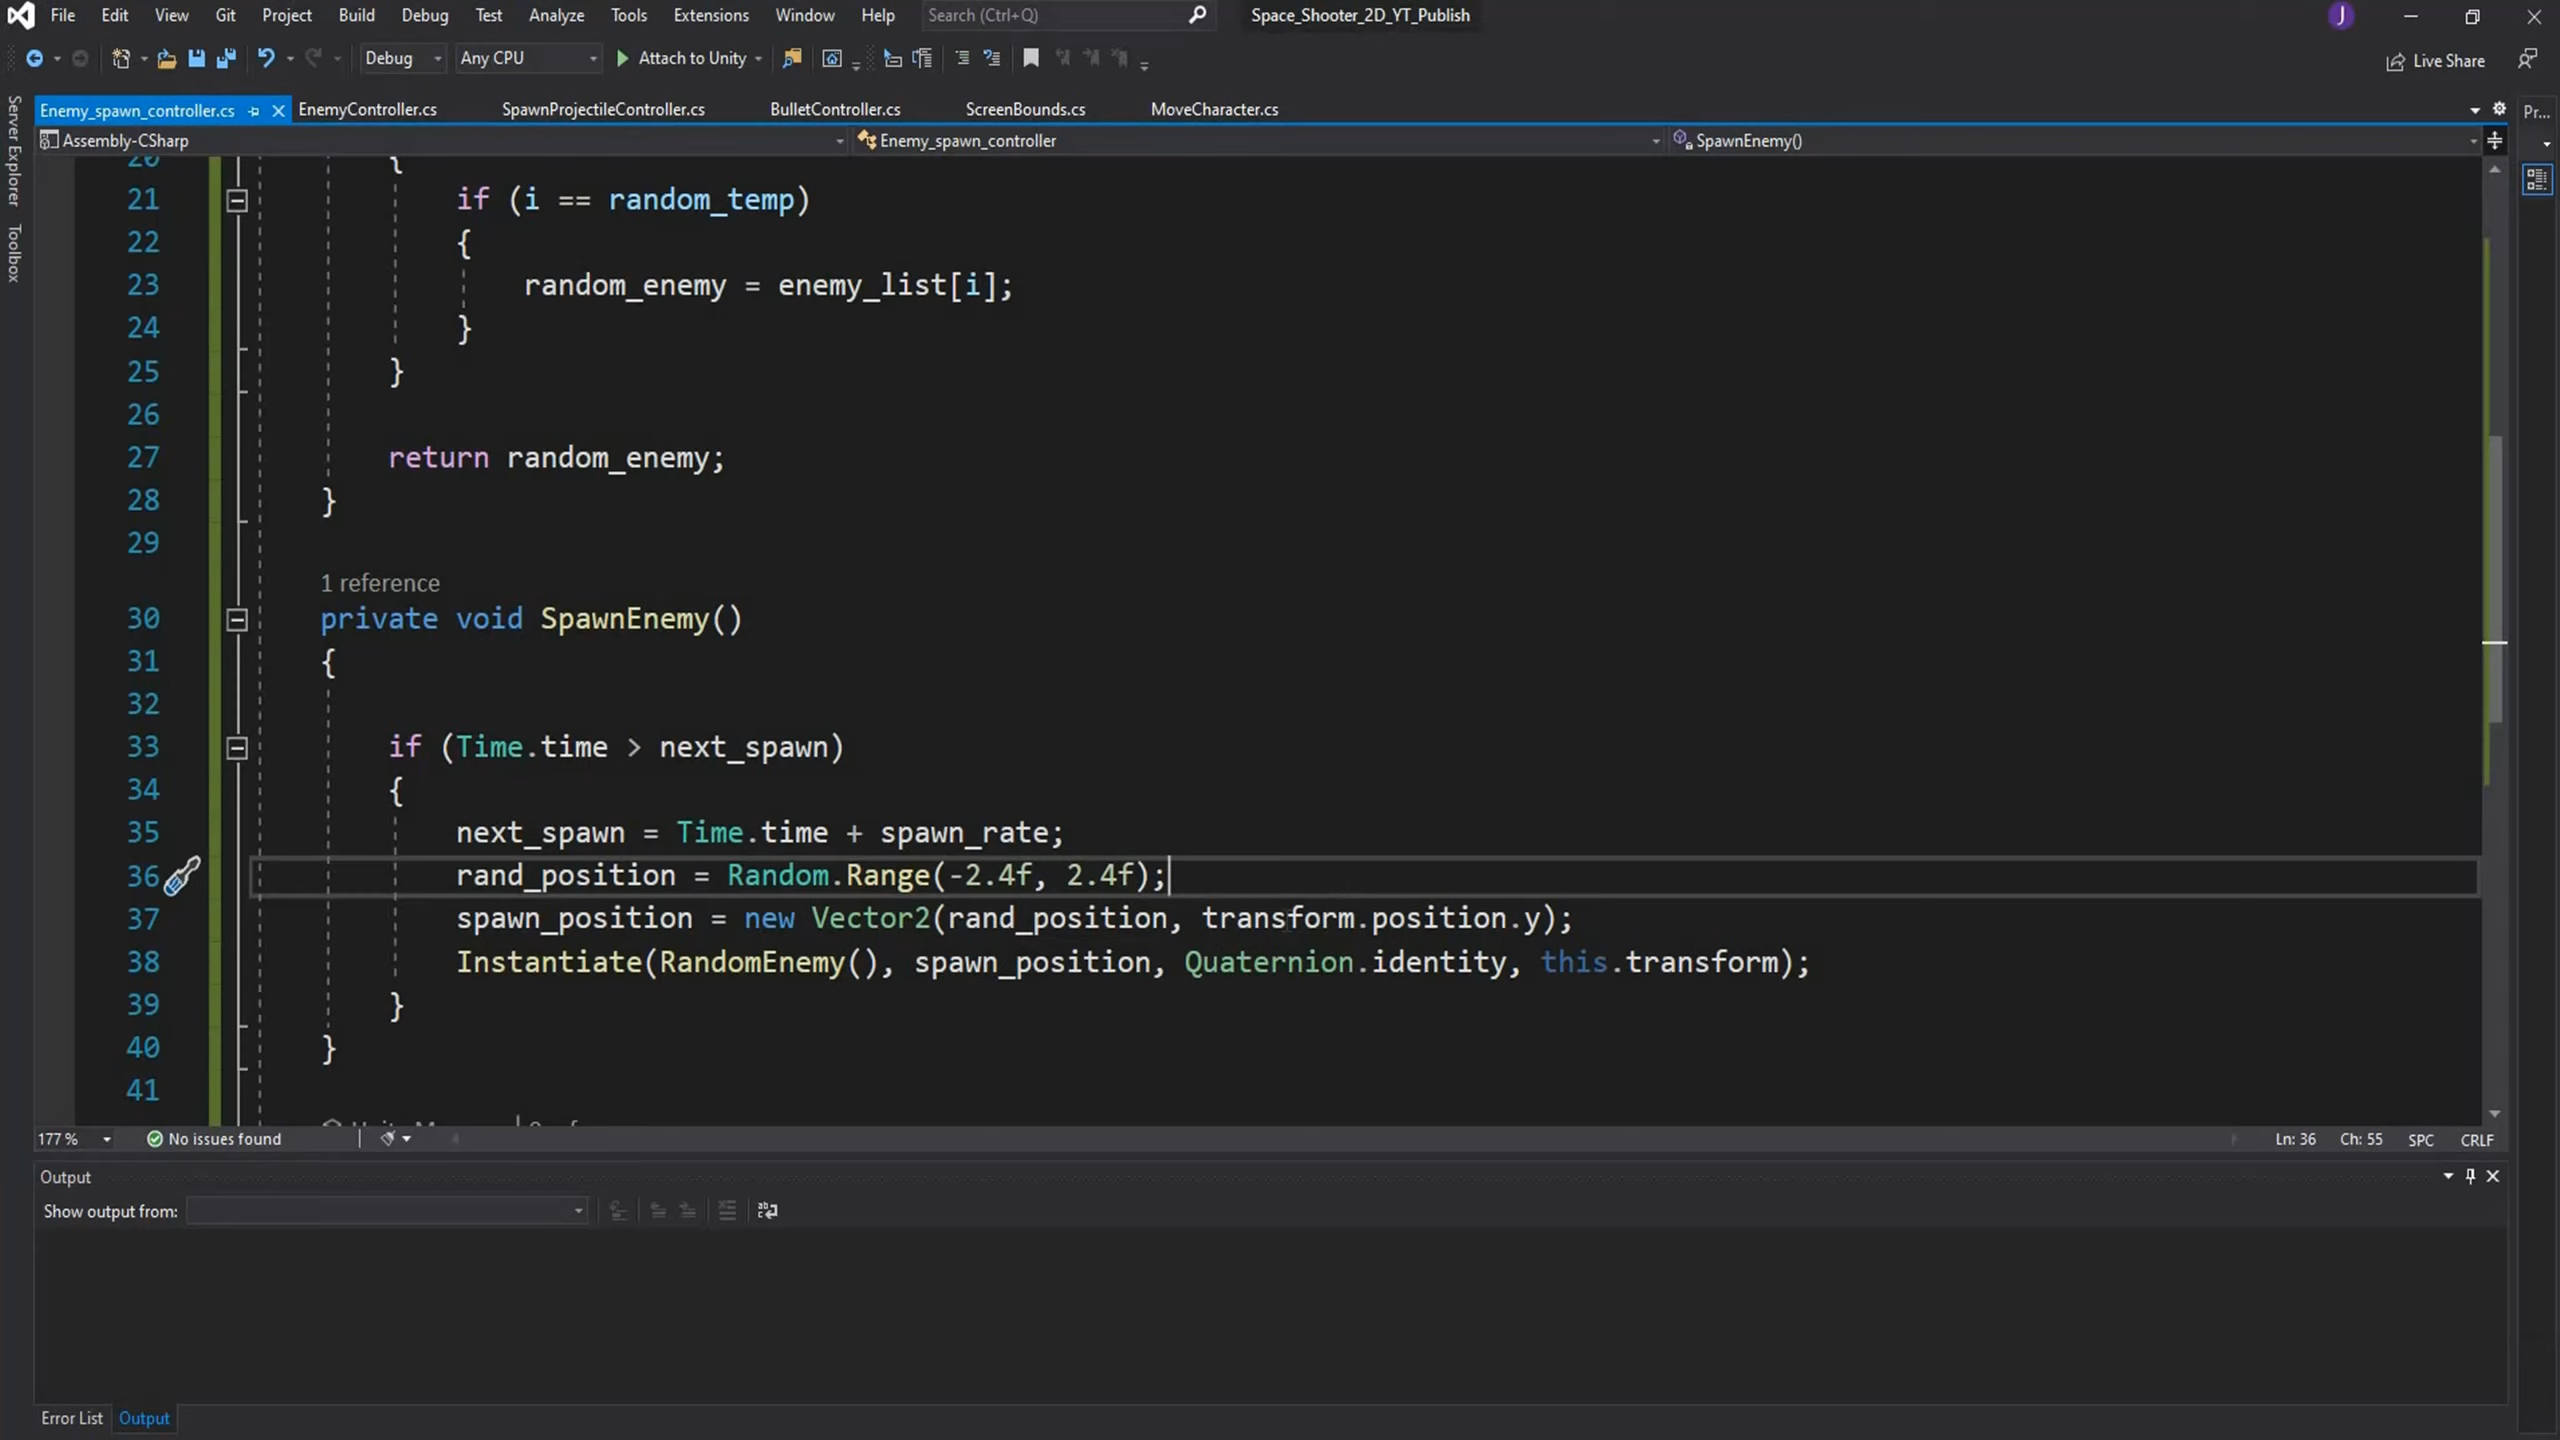 File Edit View Git Project Build Debug Test Analyze Tools Extensions Window Help Search (Ctrl+Q) Space_Shooter_2D_YT_Publish J
Debug Any CPU Attach to Unity Live Share
Server Explorer
Toolbox
Enemy_spawn_controller.cs EnemyController.cs SpawnProjectileController.cs BulletController.cs ScreenBounds.cs MoveCharacter.cs Pr...
Assembly-CSharp Enemy_spawn_controller SpawnEnemy()
20 {
21 if (i == random_temp)
22 {
23 random_enemy = enemy_list[i];
24 }
25 }
26
27 return random_enemy;
28 }
29
1 reference
30 private void SpawnEnemy()
31 {
32
33 if (Time.time > next_spawn)
34 {
35 next_spawn = Time.time + spawn_rate;
36 rand_position = Random.Range(-2.4f, 2.4f);
37 spawn_position = new Vector2(rand_position, transform.position.y);
38 Instantiate(RandomEnemy(), spawn_position, Quaternion.identity, this.transform);
39 }
40 }
41
177 % No issues found Ln: 36 Ch: 55 SPC CRLF
Output
Show output from:
Error List Output